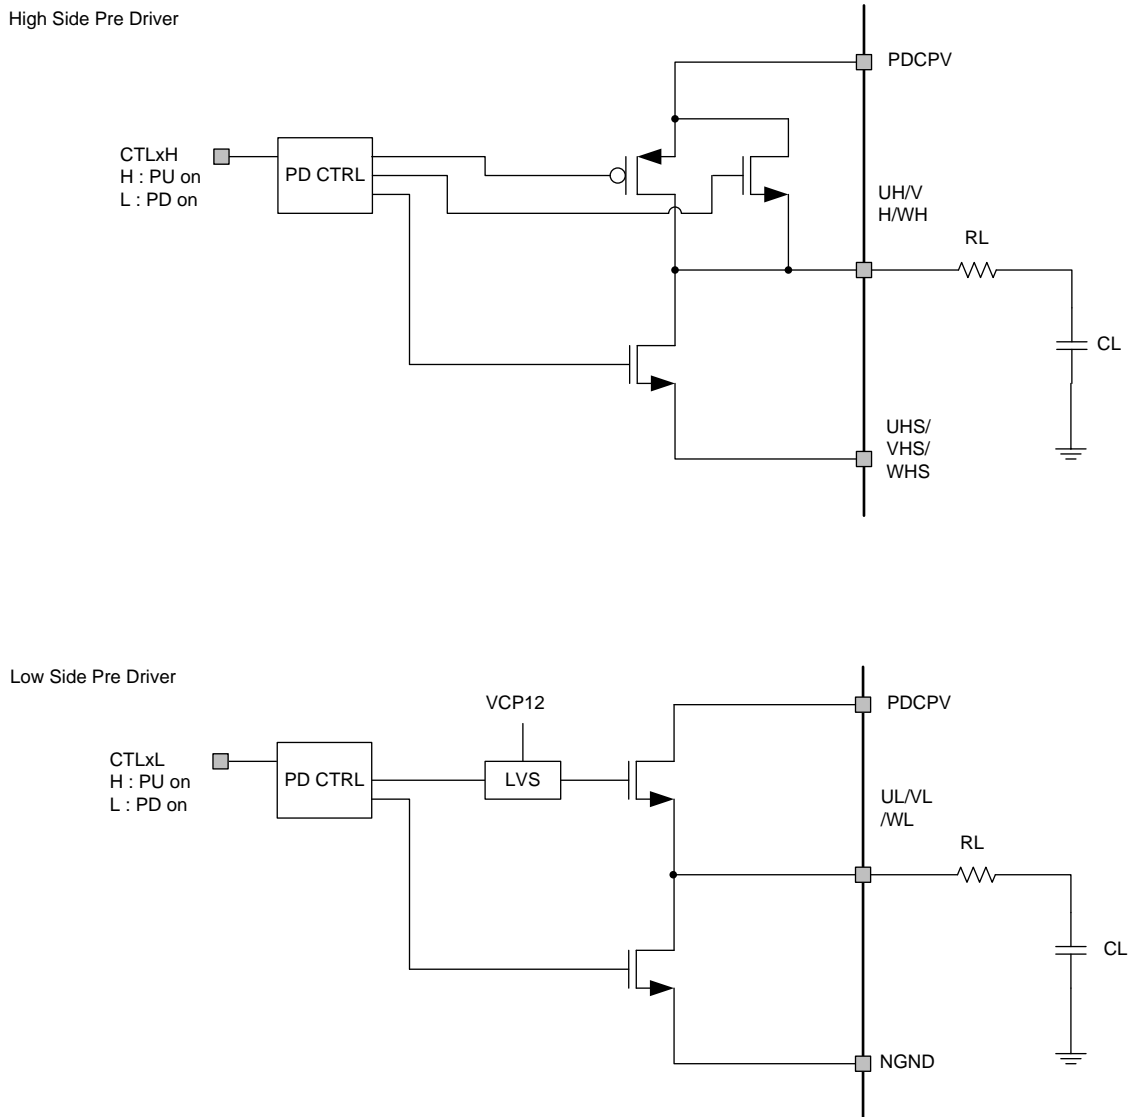 High Side Pre Driver
PDCPV
CTLxH
H : PU on
L : PD on
PD CTRL
UH/V
H/WH
RL
CL
UHS/
VHS/
WHS
Low Side Pre Driver
VCP12
PDCPV
CTLxL
H : PU on
L : PD on
PD CTRL
LVS
UL/VL
/WL
RL
CL
NGND